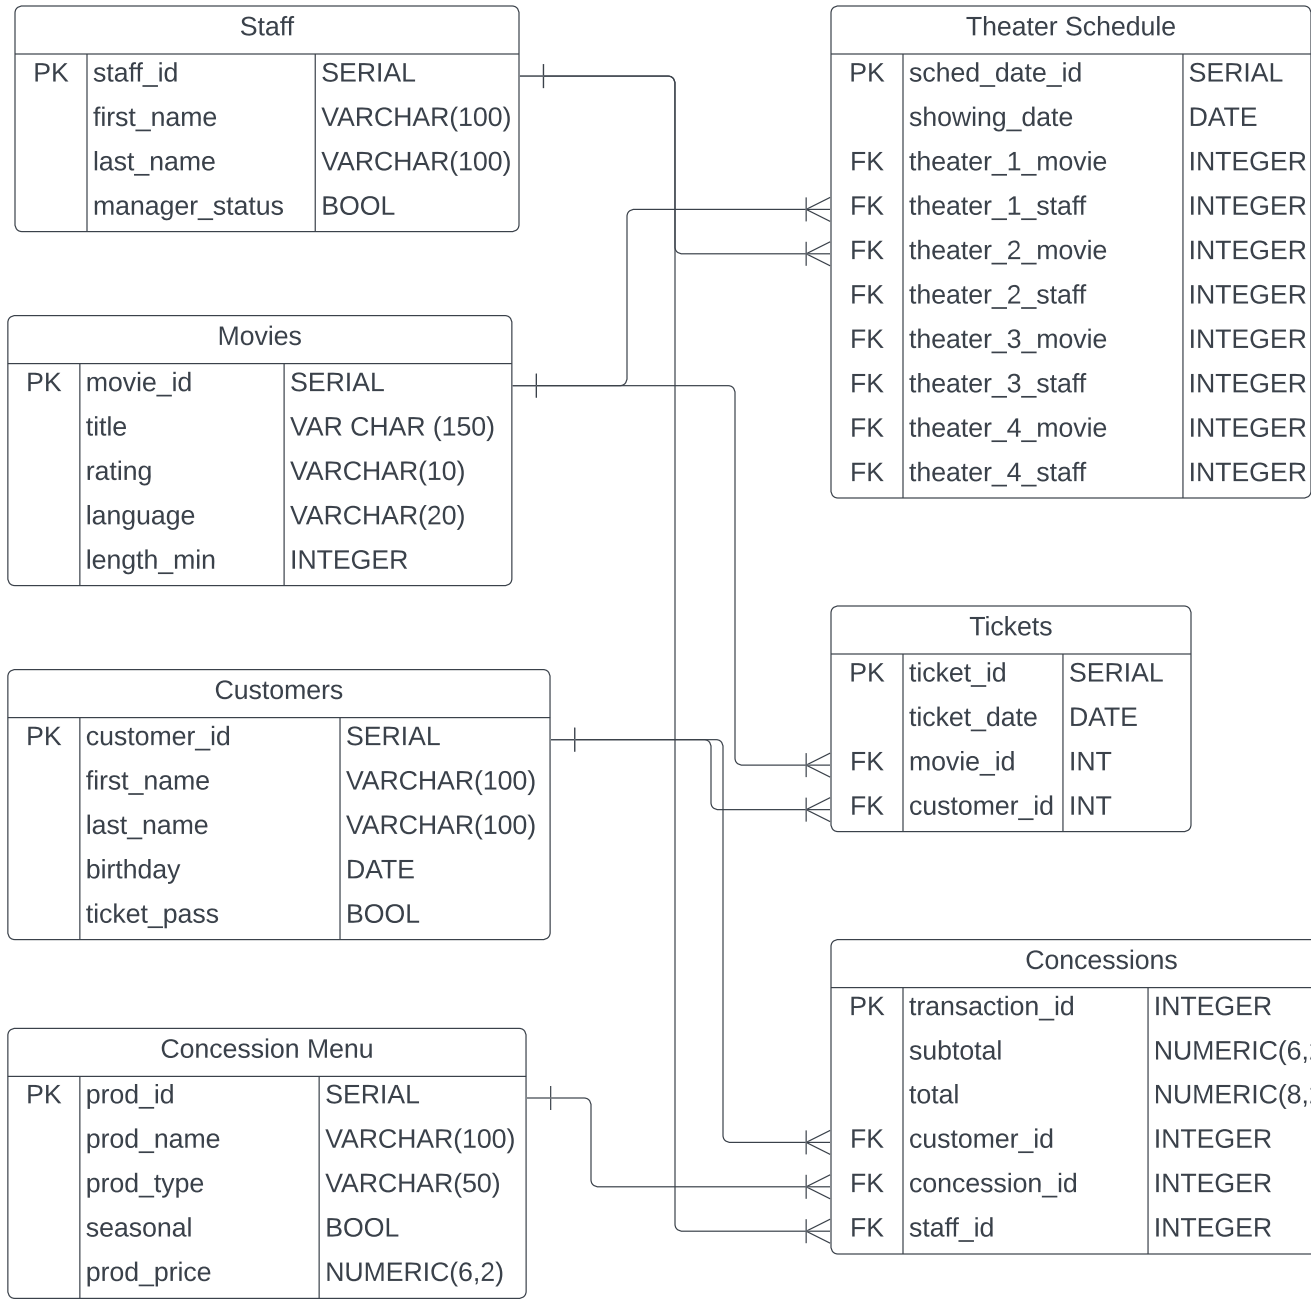 Staff
PK staff_id SERIAL
first_name VARCHAR(100)
last_name VARCHAR(100)
manager_status BOOL
Movies
PK movie_id SERIAL
title VAR CHAR (150)
rating VARCHAR(10)
language VARCHAR(20)
length_min INTEGER
Customers
PK customer_id SERIAL
first_name VARCHAR(100)
last_name VARCHAR(100)
birthday DATE
ticket_pass BOOL
Concession Menu
PK prod_id SERIAL
prod_name VARCHAR(100)
prod_type VARCHAR(50)
seasonal BOOL
prod_price NUMERIC(6,2)
Theater Schedule
PK sched_date_id SERIAL
showing_date DATE
FK theater_1_movie INTEGER
FK theater_1_staff INTEGER
FK theater_2_movie INTEGER
FK theater_2_staff INTEGER
FK theater_3_movie INTEGER
FK theater_3_staff INTEGER
FK theater_4_movie INTEGER
FK theater_4_staff INTEGER
Tickets
PK ticket_id SERIAL
ticket_date DATE
FK movie_id INT
FK customer_id INT
Concessions
PK transaction_id INTEGER
subtotal NUMERIC(6,
total NUMERIC(8,
FK customer_id INTEGER
FK concession_id INTEGER
FK staff_id INTEGER